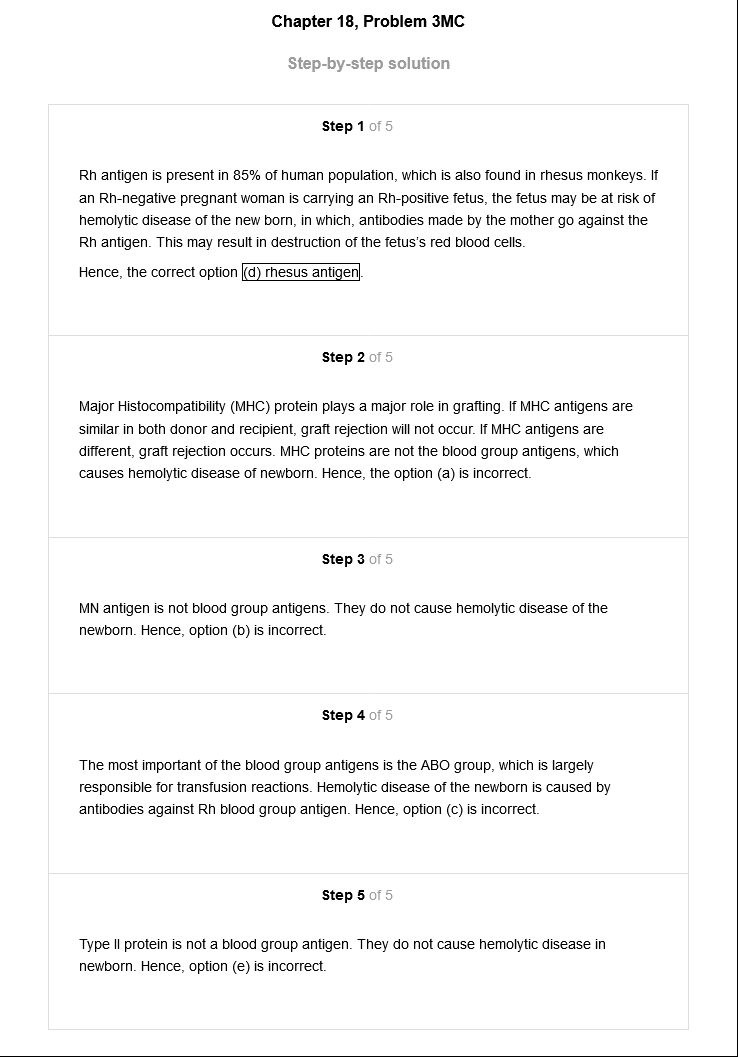 Chapter 18, Problem 3MC
Step-by-step solution
Step 1 of 5
Rh antigen is present in 85% of human population, which is also found in rhesus monkeys. If
an Rh-negative pregnant woman is carrying an Rh-positive fetus, the fetus may be at risk of
hemolytic disease of the new born, in which, antibodies made by the mother go against the
Rh antigen. This may result in destruction of the fetus's red blood cells.
Hence, the correct option (d) rhesus antigen.
Step 2 of 5
Major Histocompatibility (MHC) protein plays a major role in grafting. If MHC antigens are
similar in both donor and recipient, graft rejection will not occur. If MHC antigens are
different, graft rejection occurs. MHC proteins are not the blood group antigens, which
causes hemolytic disease of newborn. Hence, the option (a) is incorrect.
Step 3 of 5
MN antigen is not blood group antigens. They do not cause hemolytic disease of the
newborn. Hence, option (b) is incorrect.
Step 4 of 5
The most important of the blood group antigens is the ABO group, which is largely
responsible for transfusion reactions. Hemolytic disease of the newborn is caused by
antibodies against Rh blood group antigen. Hence, option (c) is incorrect.
Step 5 of 5
Type II protein is not a blood group antigen. They do not cause hemolytic disease in
newborn. Hence, option (e) is incorrect.